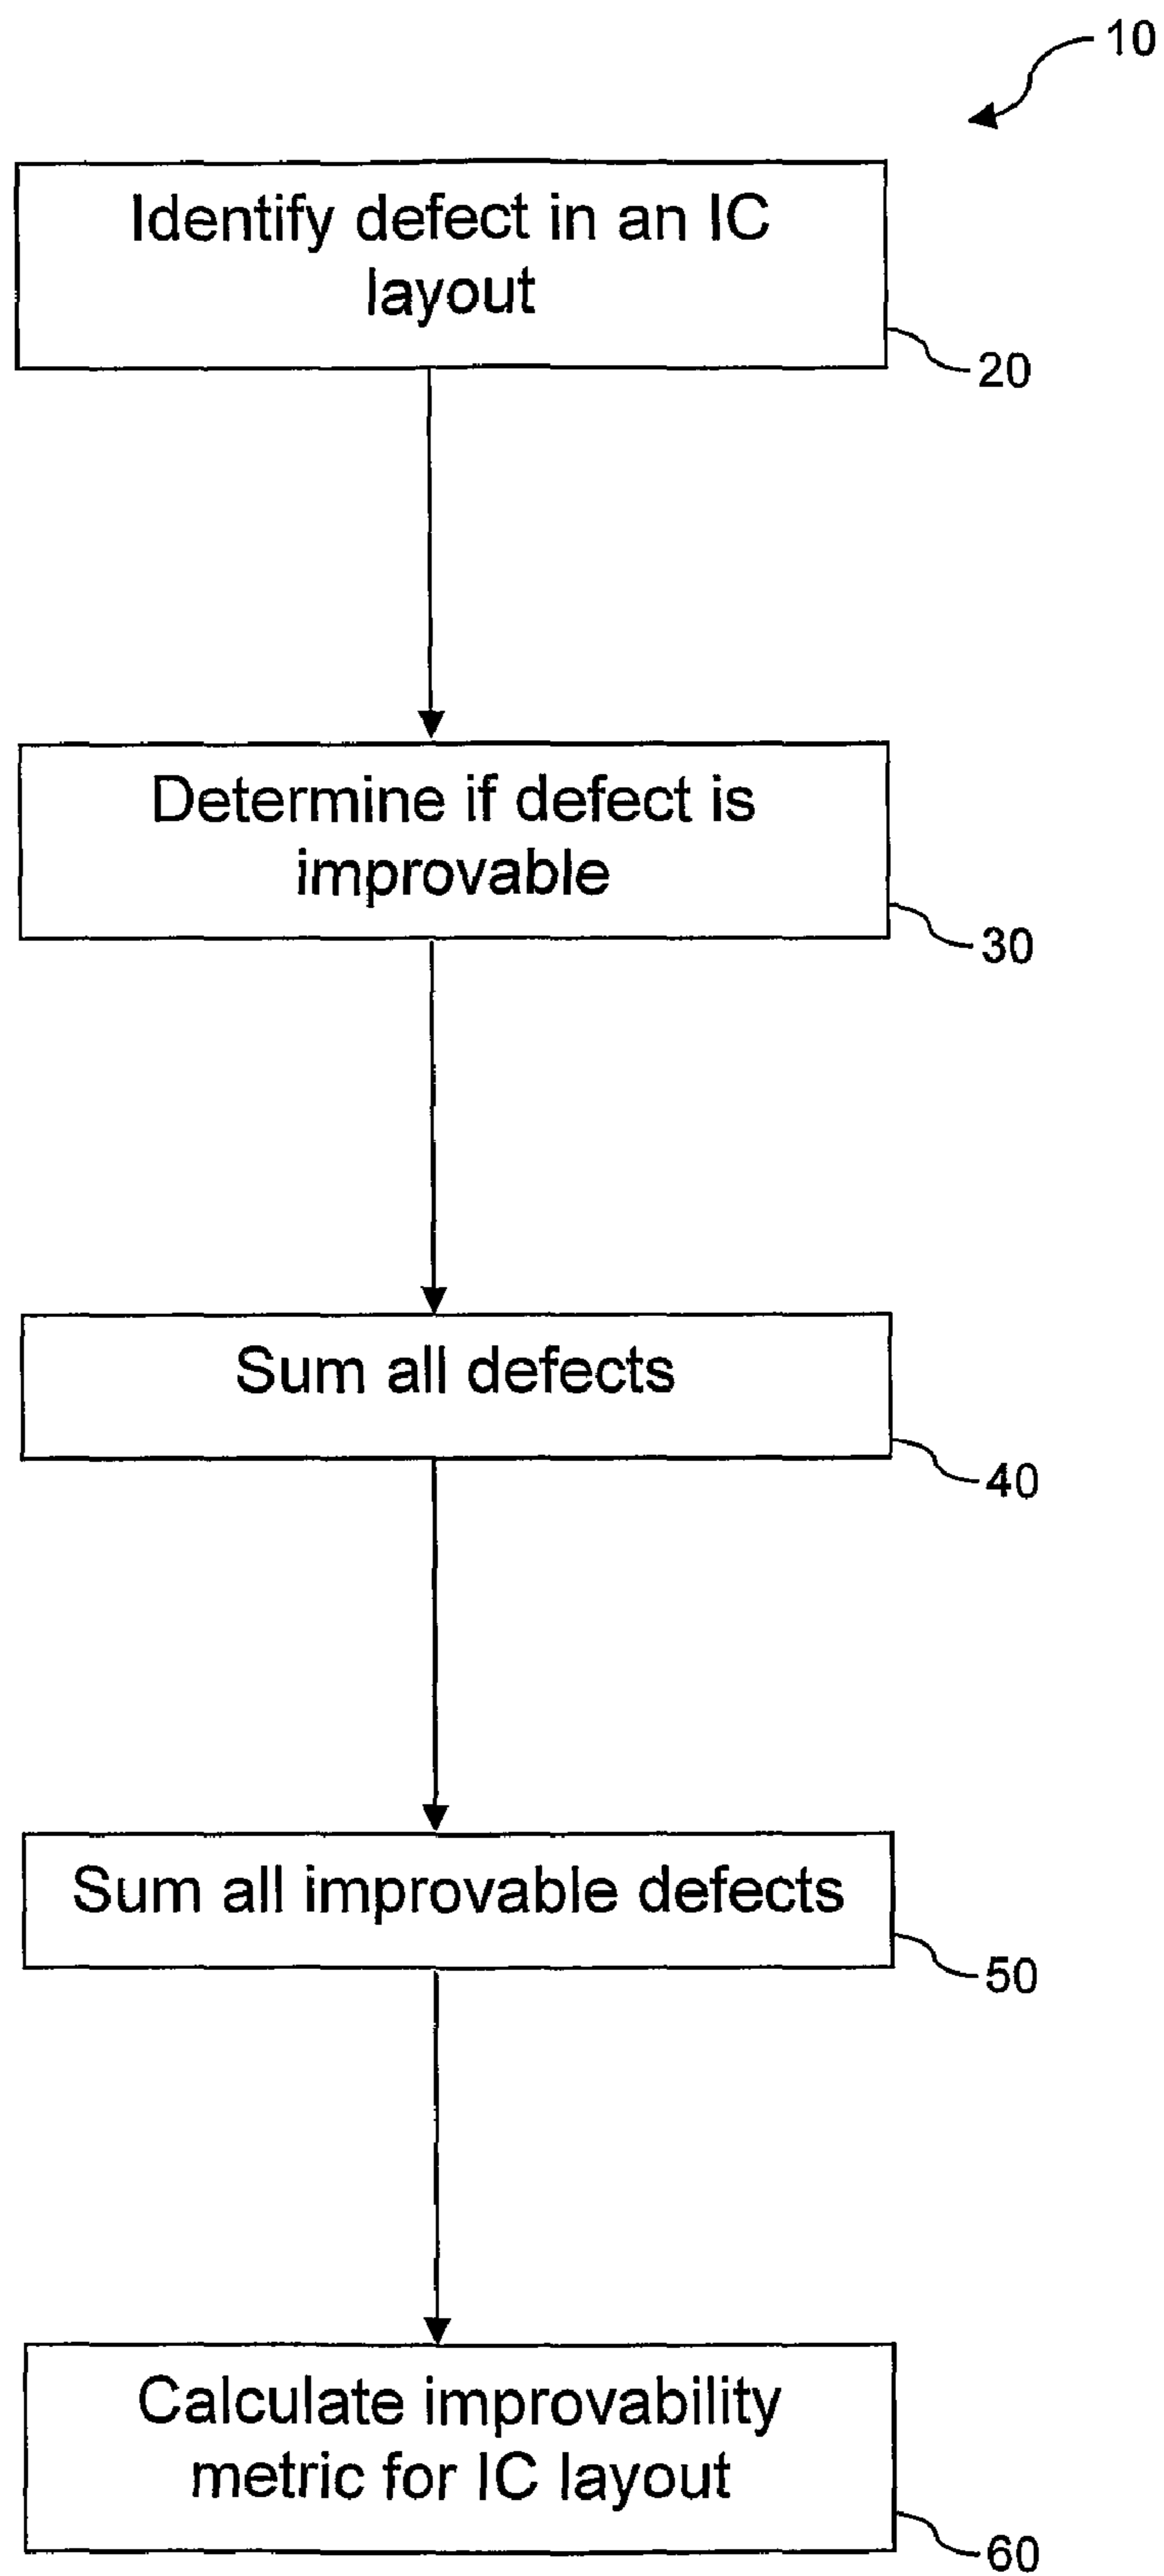 10
Identify defect in an IC
layout
20
Determine if defect is
improvable
30
Sum all defects
40
Sum all improvable defects
50
Calculate improvability
metric for IC layout
60